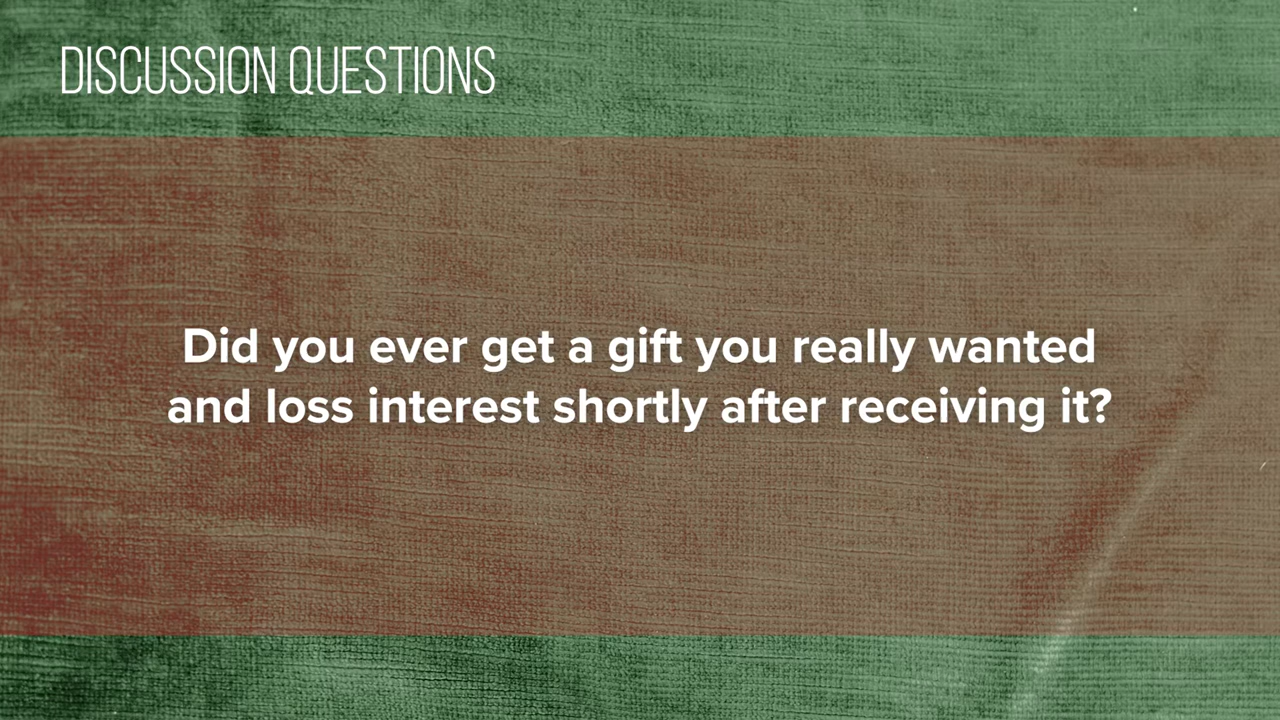 DISCUSSION QUESTIONS
Did you ever get a gift you really wanted
and loss interest shortly after receiving it?